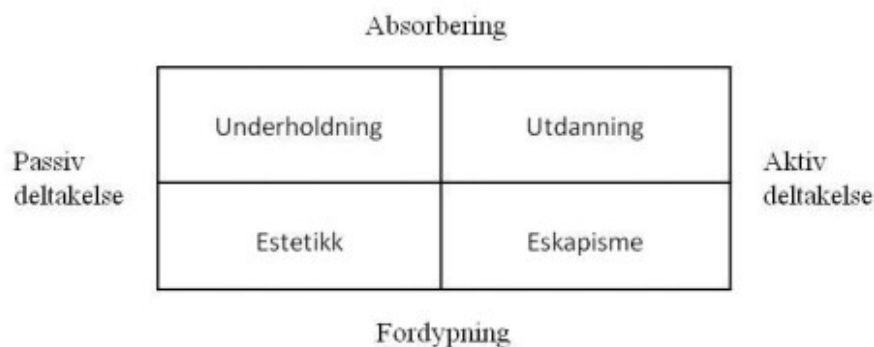 Absorbering
Underholdning
Utdanning
Passiv
deltakelse
Aktiv
deltakelse
Estetikk
Eskapisme
Fordypning